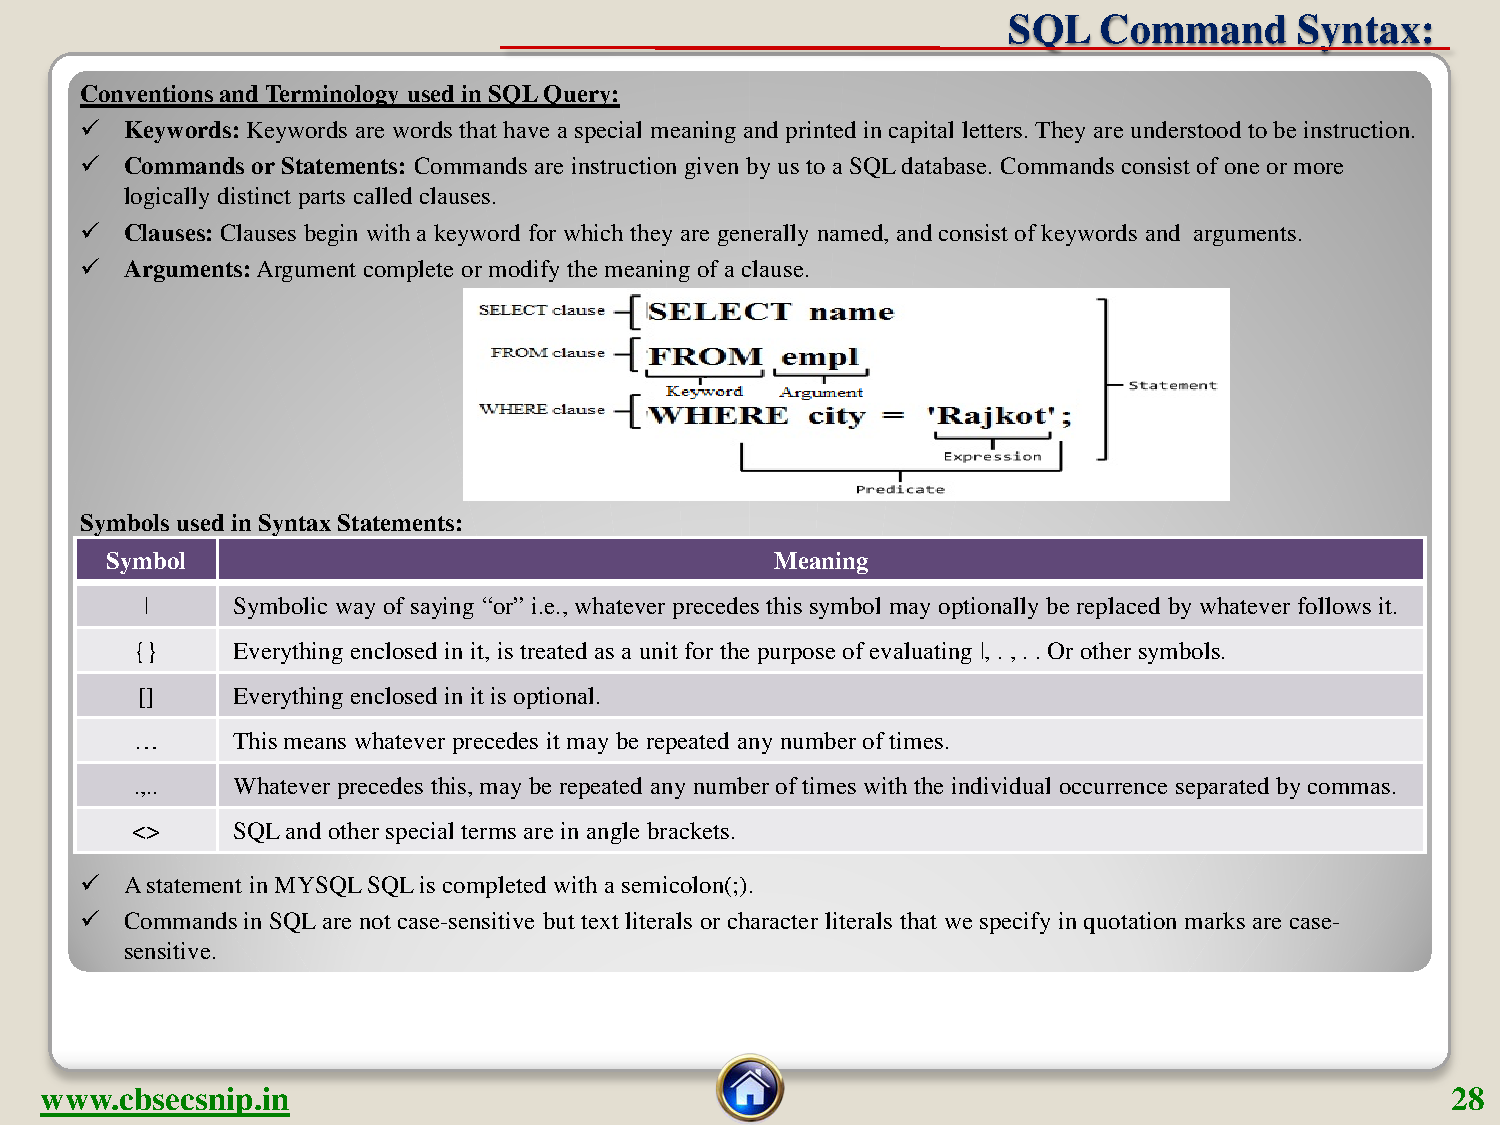 SQL Command Syntax:
Conventions and Terminology used in SQL Query:
✓ Keywords: Keywords are words that have a special meaning and printed in capital letters. They are understood to be instruction.
✓ Commands or Statements: Commands are instruction given by us to a SQL database. Commands consist of one or more
logically distinct parts called clauses.
✓ Clauses: Clauses begin with a keyword for which they are generally named, and consist of keywords and arguments.
✓ Arguments: Argument complete or modify the meaning of a clause.
SELECT clause SELECT name
FROM clause FROM empl
Keyword Argument
Statement
WHERE clause WHERE city = 'Rajkot';
Expression
Predicate
Symbols used in Syntax Statements:
Symbol Meaning
| Symbolic way of saying “or” i.e., whatever precedes this symbol may optionally be replaced by whatever follows it.
{ } Everything enclosed in it, is treated as a unit for the purpose of evaluating |, . , . . Or other symbols.
[] Everything enclosed in it is optional.
… This means whatever precedes it may be repeated any number of times.
.,.. Whatever precedes this, may be repeated any number of times with the individual occurrence separated by commas.
<> SQL and other special terms are in angle brackets.
✓ A statement in MYSQL SQL is completed with a semicolon(;).
✓ Commands in SQL are not case-sensitive but text literals or character literals that we specify in quotation marks are case-
sensitive.
www.cbsecsnip.in
28